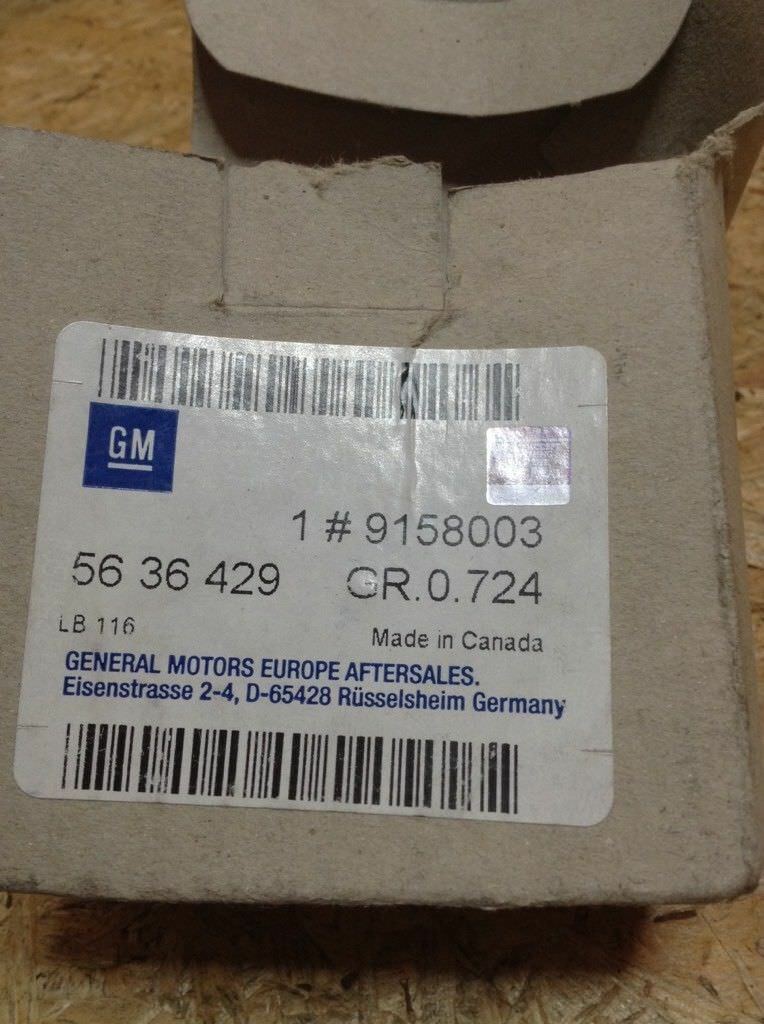 GM
1 # 9158003
56 36 429 GR.0.724
LB 116 Made in Canada
GENERAL MOTORS EUROPE AFTERSALES.
Eisenstrasse 2-4, D-65428 Rüsselsheim Germany